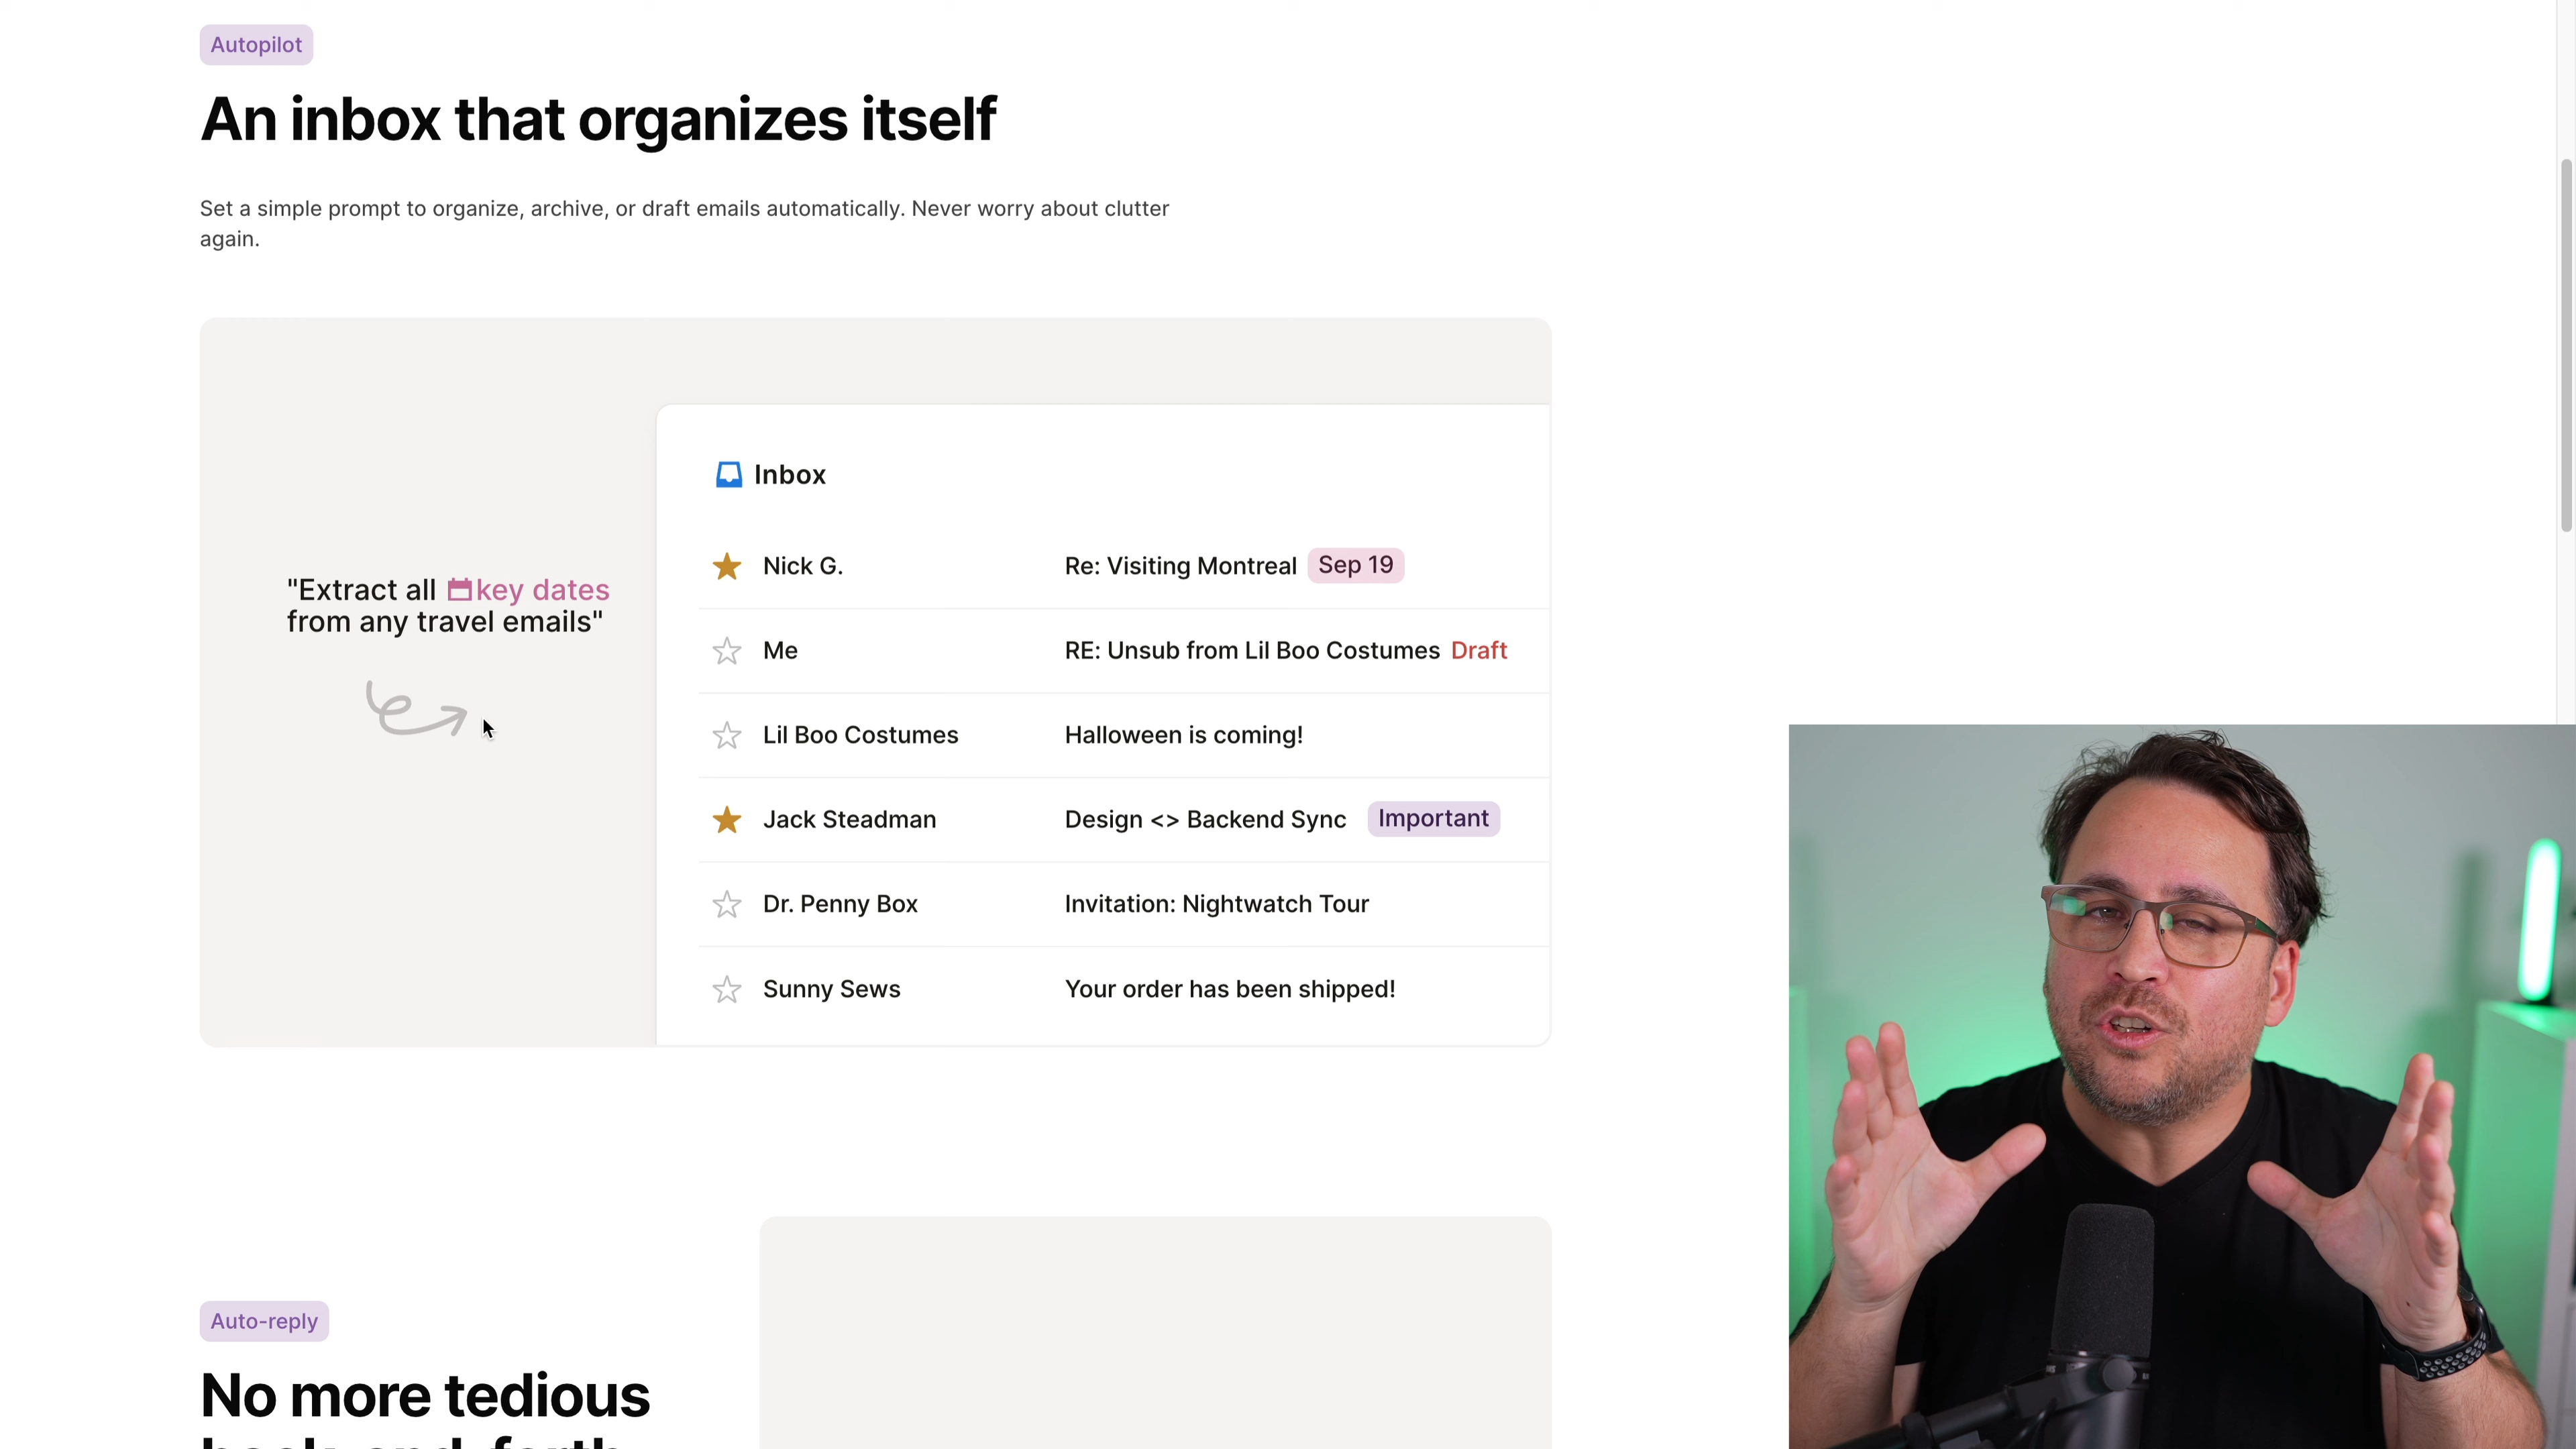 Autopilot
An inbox that organizes itself
Set a simple prompt to organize, archive, or draft emails automatically. Never worry about clutter
again.
"Extract all key dates
from any travel emails"
Inbox
Nick G. Re: Visiting Montreal Sep 19
Me RE: Unsub from Lil Boo Costumes Draft
Lil Boo Costumes Halloween is coming!
Jack Steadman Design <> Backend Sync Important
Dr. Penny Box Invitation: Nightwatch Tour
Sunny Sews Your order has been shipped!
Auto-reply
No more tedious
back-and-forth